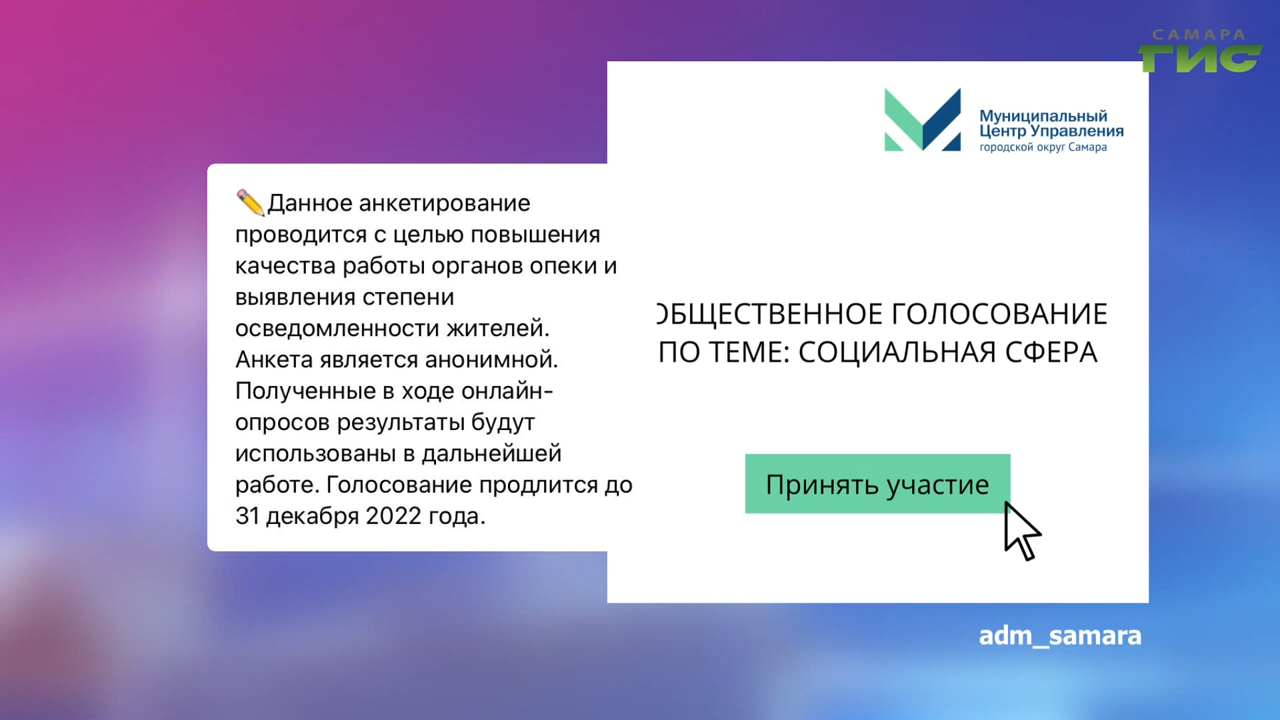 САМАРА
ГИС
Муниципальный
Центр Управления
городской округ Самара
Данное анкетирование
проводится с целью повышения
качества работы органов опеки и
выявления степени
осведомленности жителей.
Анкета является анонимной.
Полученные в ходе онлайн-
опросов результаты будут
использованы в дальнейшей
работе. Голосование продлится до
31 декабря 2022 года.
ОБЩЕСТВЕННОЕ ГОЛОСОВАНИЕ
ПО ТЕМЕ: СОЦИАЛЬНАЯ СФЕРА
Принять участие
adm_samara